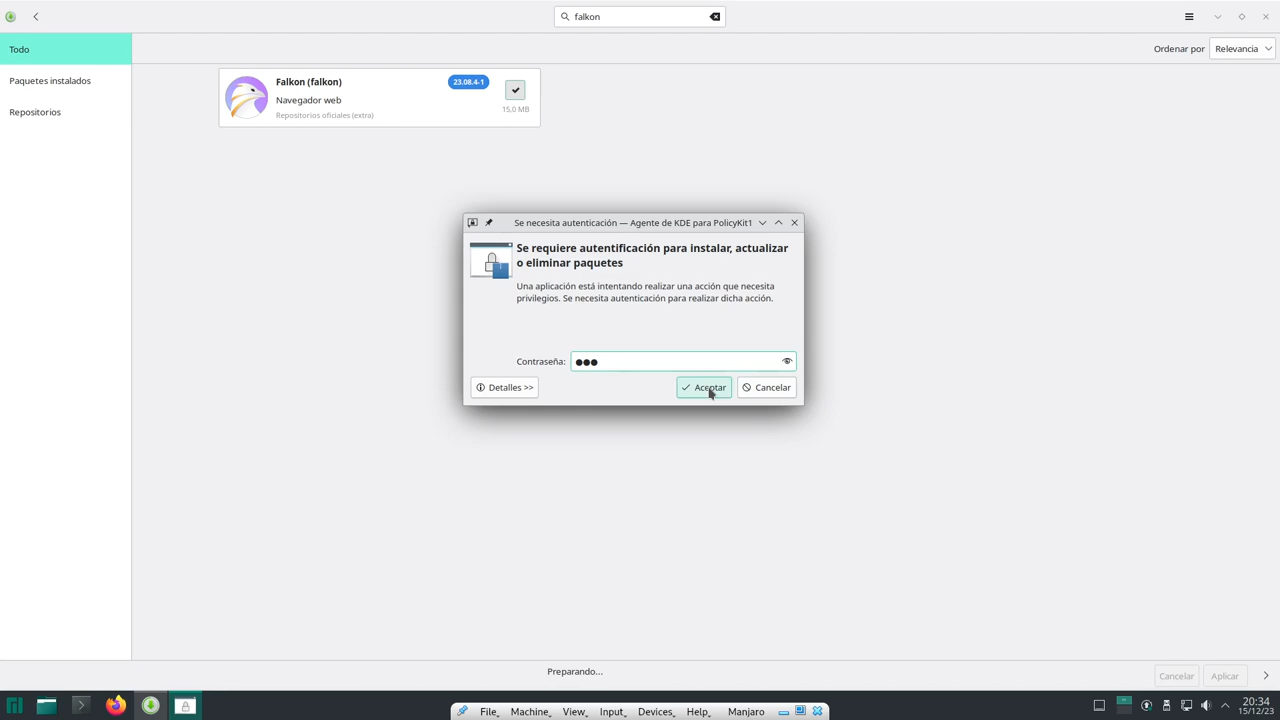 falkon
Todo
Ordenar por
Relevancia
Paquetes instalados
Repositorios
Falkon (falkon)
23.08.4-1
Navegador web
Repositorios oficiales (extra)
15,0 MB
Se necesita autenticación — Agente de KDE para PolicyKit1
Se requiere autentificación para instalar, actualizar
o eliminar paquetes
Una aplicación está intentando realizar una acción que necesita
privilegios. Se necesita autenticación para realizar dicha acción.
Contraseña: ●●●
Detalles >>
Aceptar
Cancelar
Preparando...
Cancelar
Aplicar
20:34
15/12/23
File
Machine
View
Input
Devices
Help
Manjaro